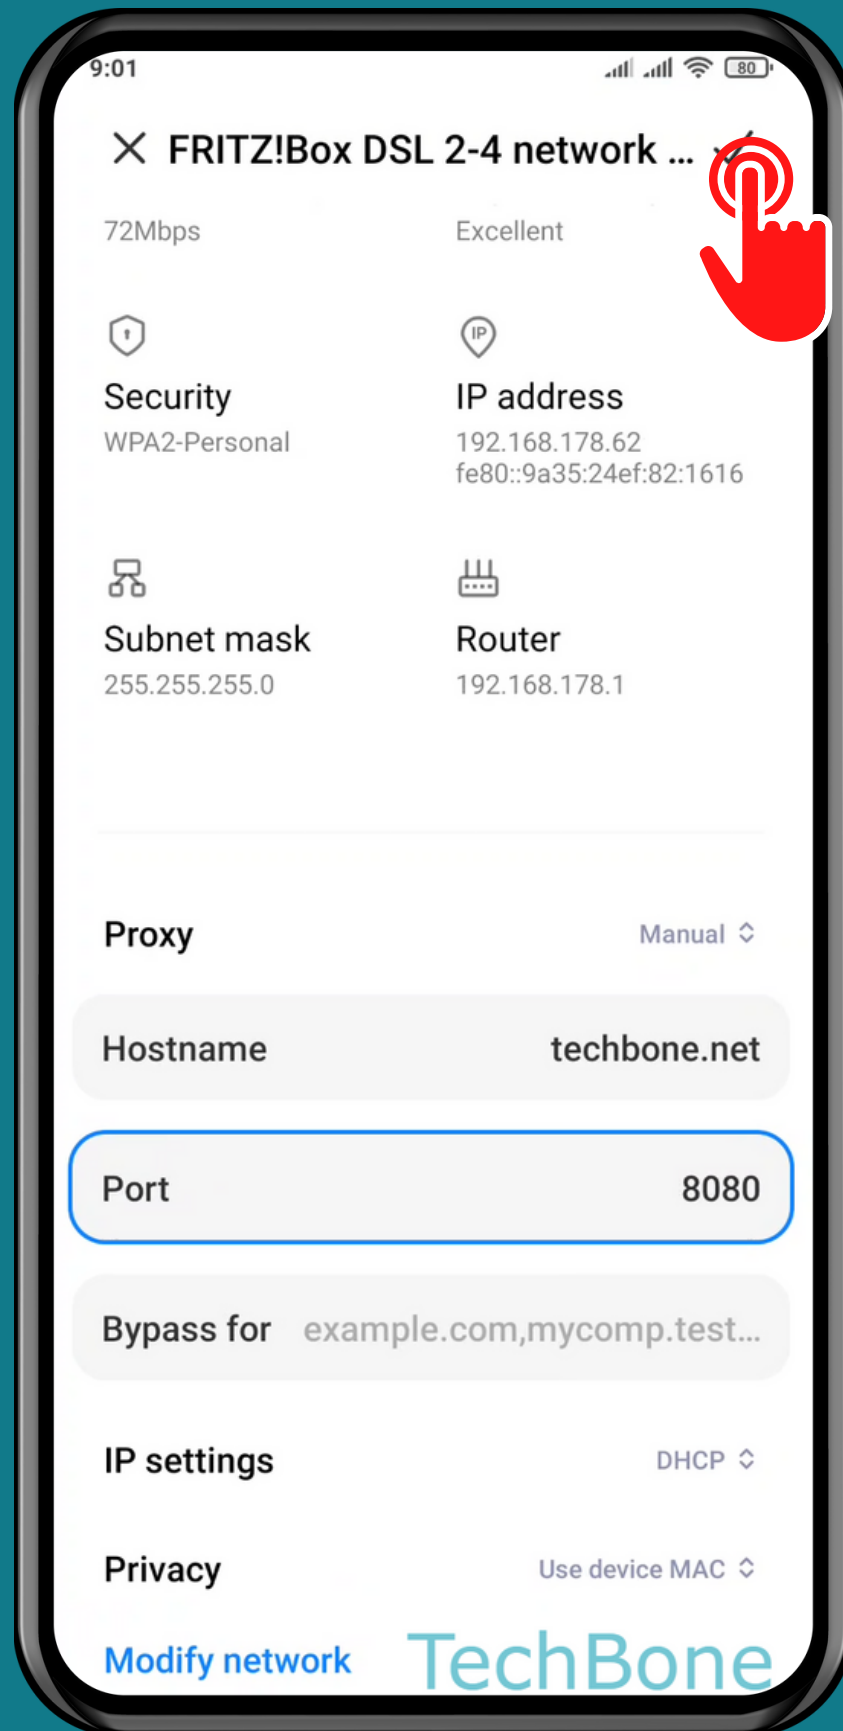 9:01
80
FRITZ!Box DSL 2-4 network ...
72Mbps
Excellent
IP
Security
IP address
WPA2-Personal
192.168.178.62
fe80::9a35:24ef:82:1616
Subnet mask
Router
255.255.255.0
192.168.178.1
Proxy
Manual
Hostname
techbone.net
Port
8080
Bypass for
example.com,mycomp.test...
IP settings
DHCP
Privacy
Use device MAC
Modify network
TechBone